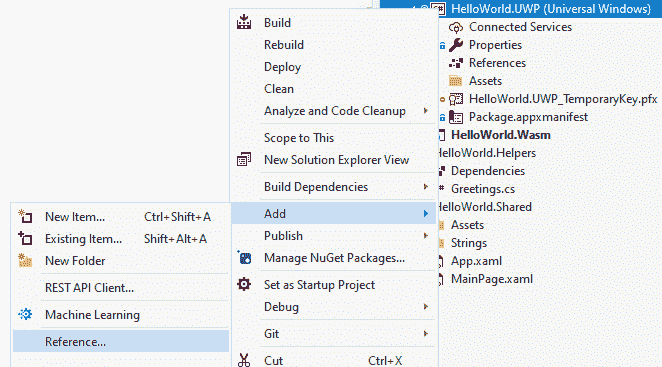 Build
Rebuild
Deploy
Clean
Analyze and Code Cleanup
Scope to This
New Solution Explorer View
Build Dependencies
Add
Publish
Manage NuGet Packages...
Set as Startup Project
Debug
Git
Cut Ctrl+X
New Item... Ctrl+Shift+A
Existing Item... Shift+Alt+A
New Folder
REST API Client...
Machine Learning
Reference...
HelloWorld.UWP (Universal Windows)
Connected Services
Properties
References
Assets
HelloWorld.UWP_TemporaryKey.pfx
Package.appxmanifest
HelloWorld.Wasm
HelloWorld.Helpers
Dependencies
Greetings.cs
HelloWorld.Shared
Assets
Strings
App.xaml
MainPage.xaml